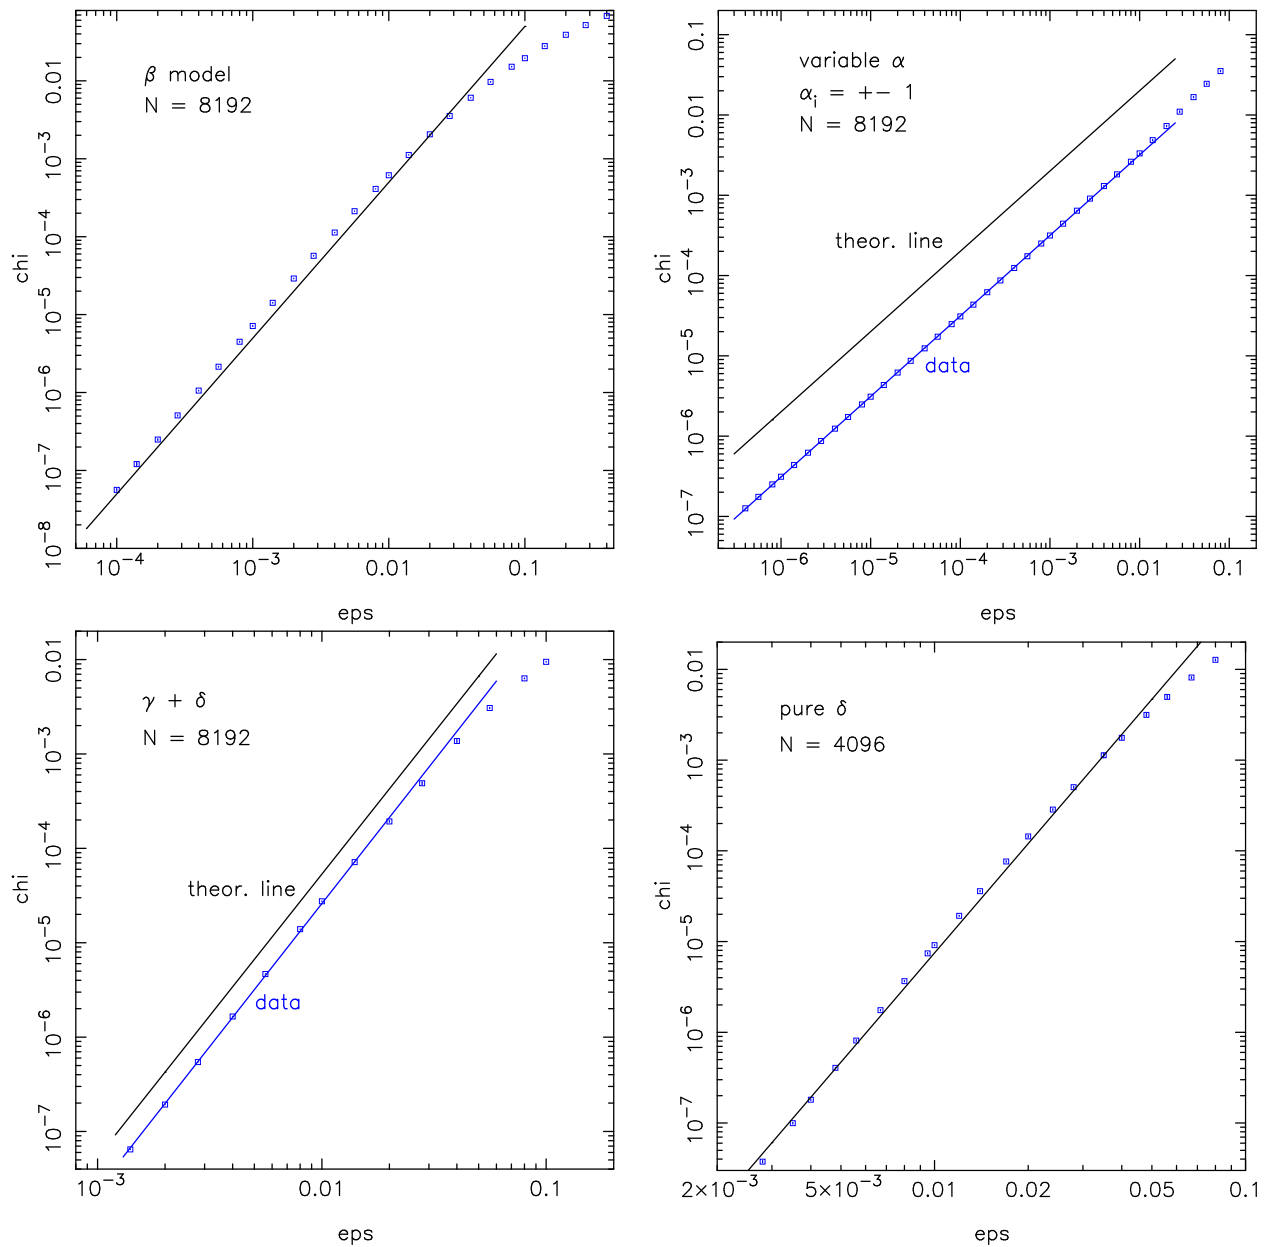 β model
N = 8192
chi
0.01
10−3
10−4
10−5
10−6
10−7
10−8
10−4
10−3
0.01
0.1
eps
variable α
αi = +− 1
N = 8192
theor. line
data
chi
0.1
0.01
10−3
10−4
10−5
10−6
10−7
10−6
10−5
10−4
10−3
0.01
0.1
eps
γ + δ
N = 8192
theor. line
data
chi
0.01
10−3
10−4
10−5
10−6
10−7
10−3
0.01
0.1
eps
pure δ
N = 4096
chi
0.01
10−3
10−4
10−5
10−6
10−7
2×10−3
5×10−3
0.01
0.02
0.05
0.1
eps